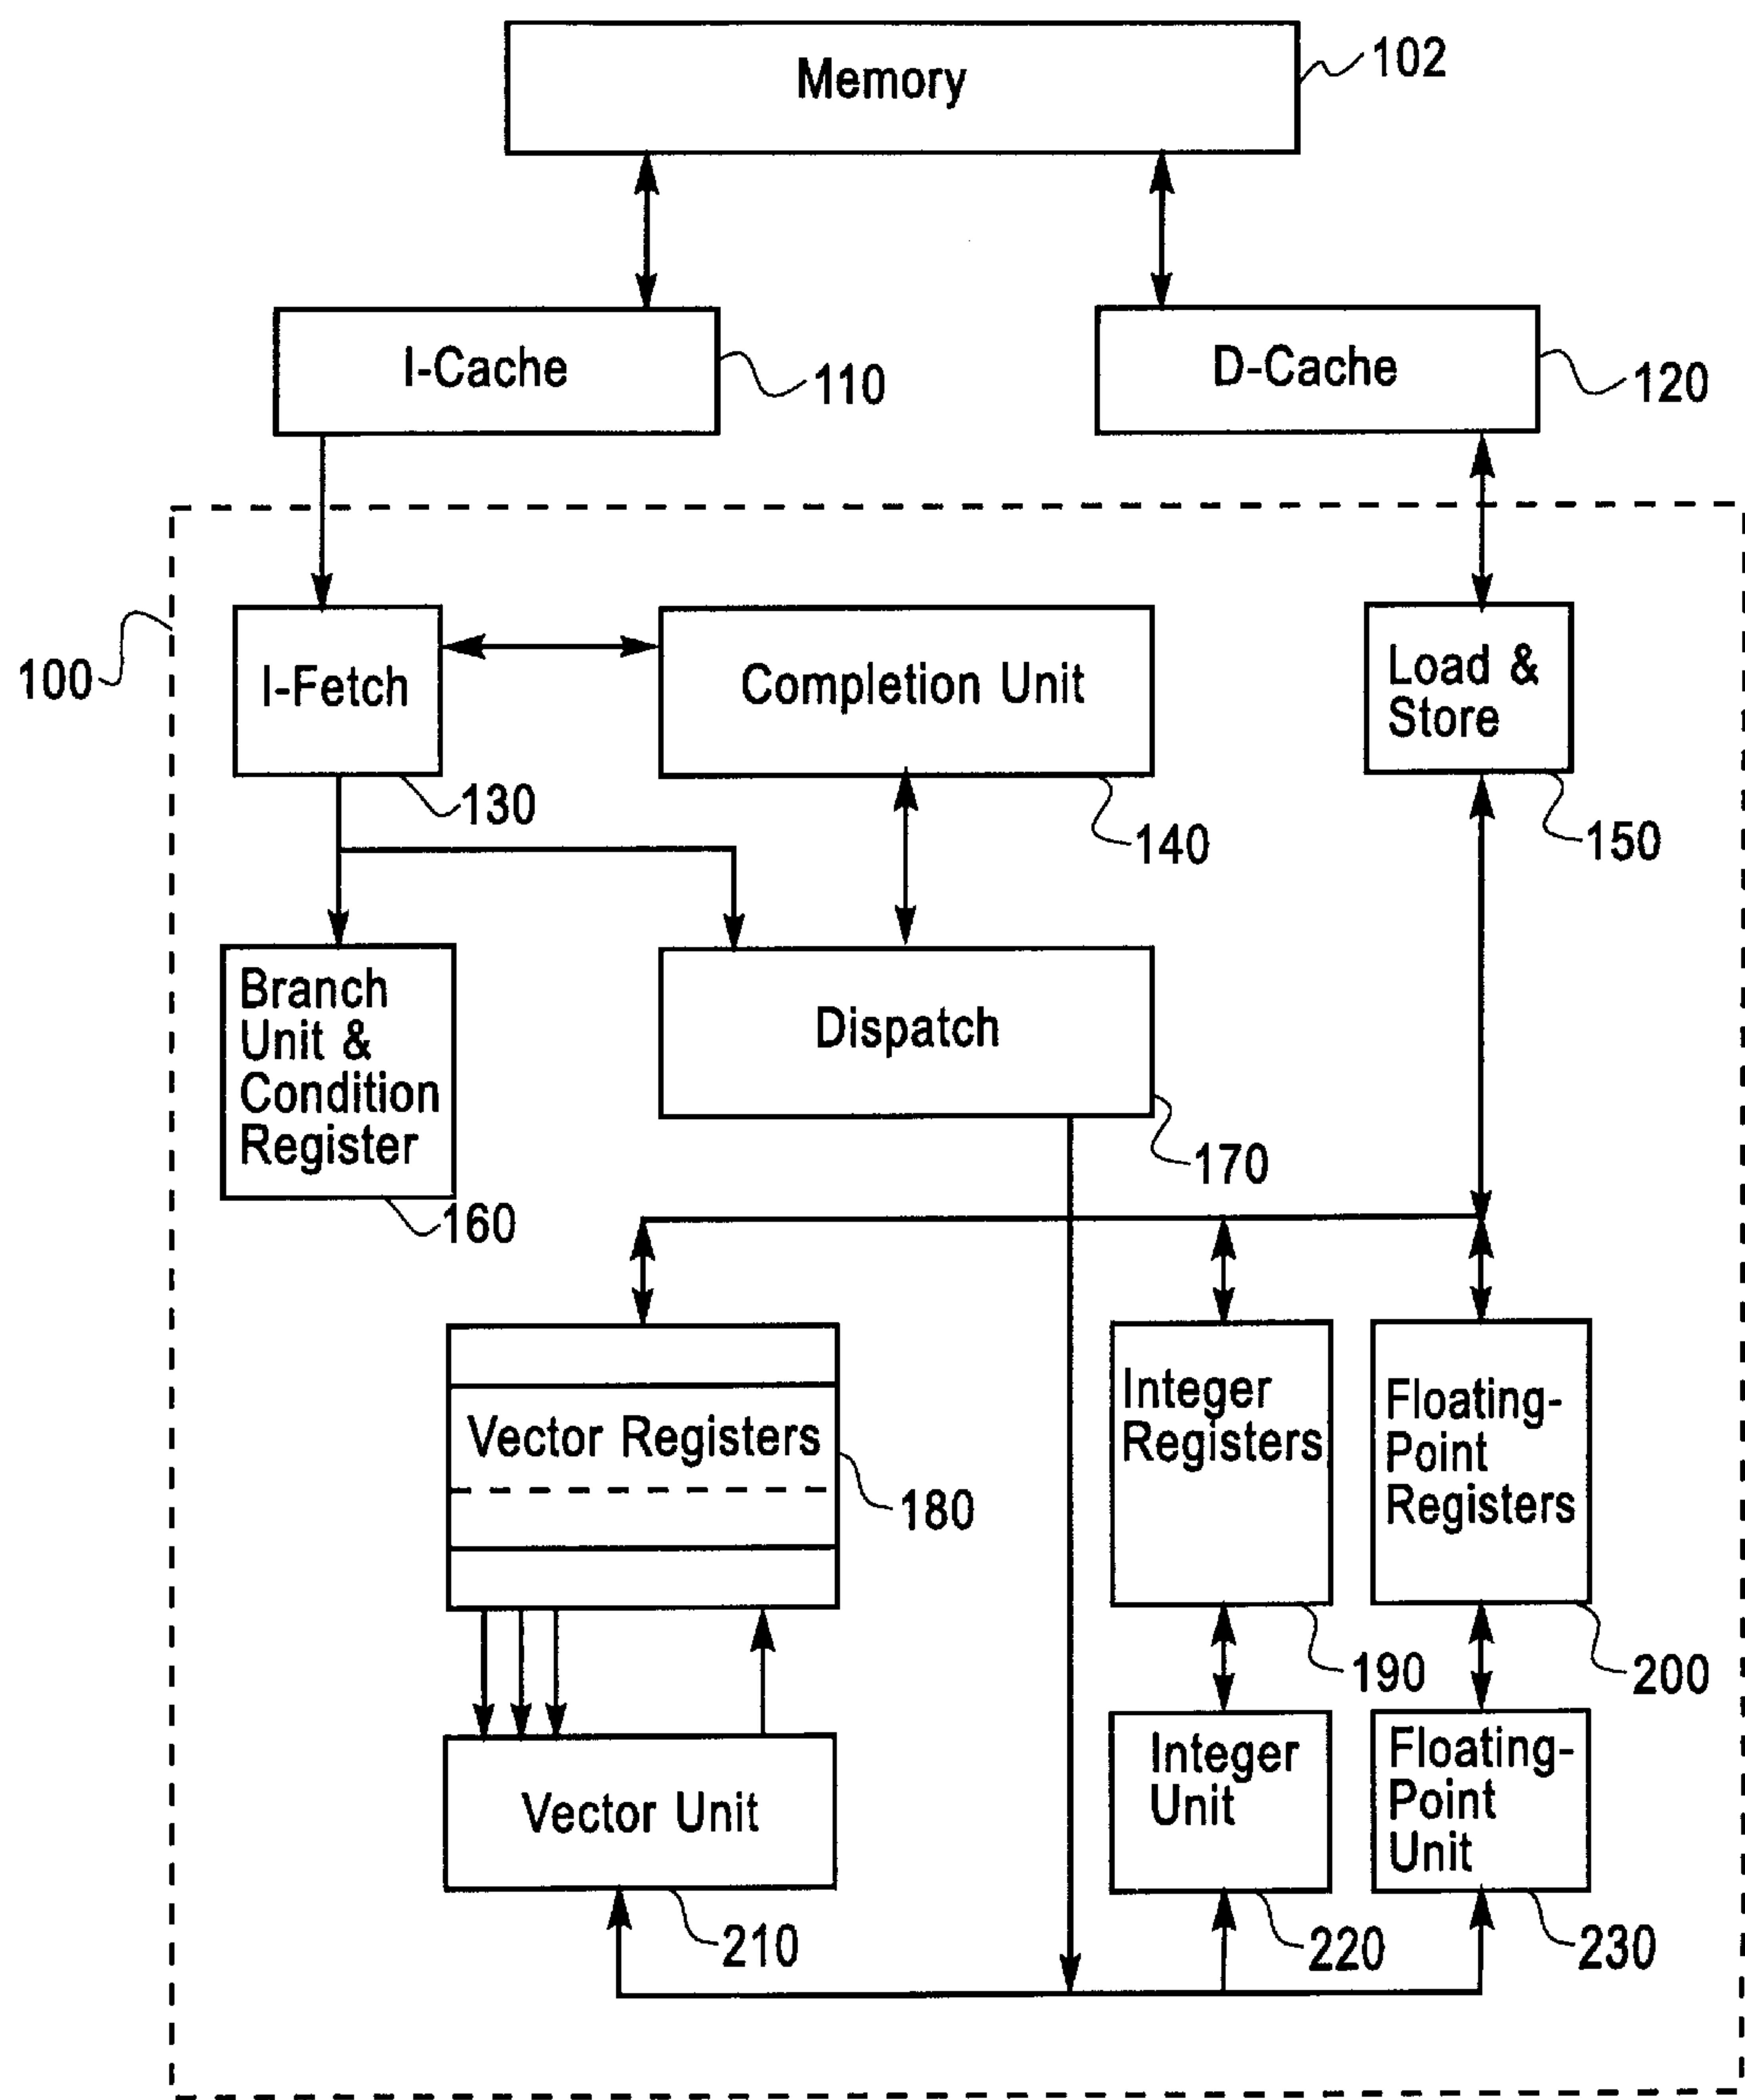 Memory
102
I-Cache
110
D-Cache
120
100
I-Fetch
130
Completion Unit
140
Load &
Store
150
Branch
Unit &
Condition
Register
160
Dispatch
170
Vector Registers
180
Integer
Registers
190
Floating-
Point
Registers
200
Vector Unit
210
Integer
Unit
220
Floating-
Point
Unit
230